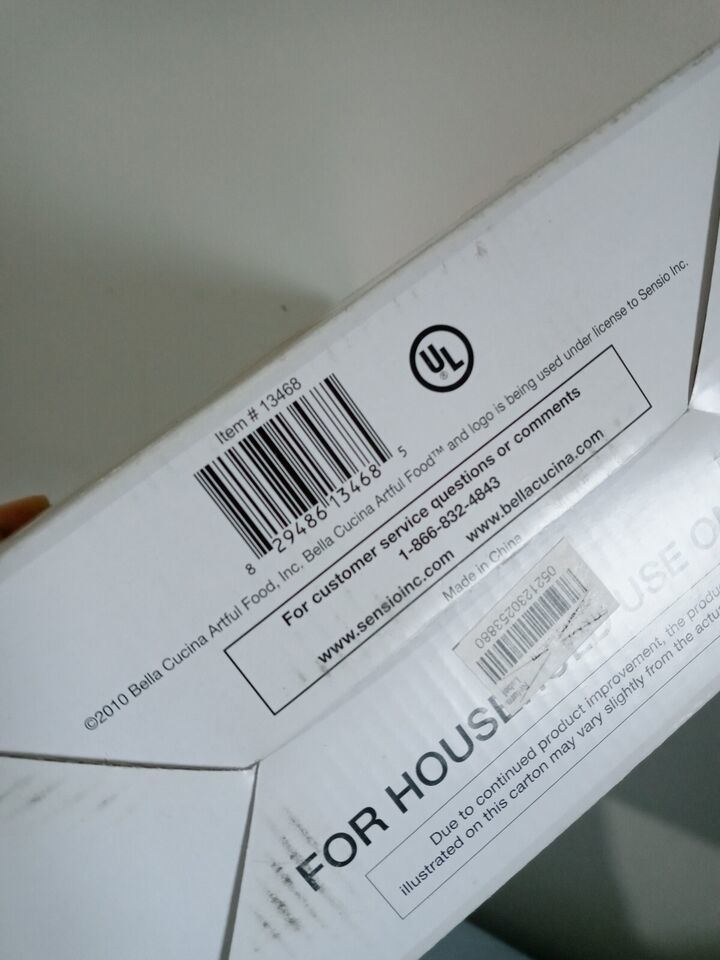 Item # 13468
UL
®
8 29486 13468 5
©2010 Bella Cucina Artful Food, Inc. Bella Cucina Artful Food™ and logo is being used under license to Sensio Inc.
For customer service questions or comments
1-866-832-4843
www.sensioinc.com www.bellacucina.com
Made in China
0521230253880
FOR HOUSE USE
Due to continued product improvement, the
illustrated on this carton may vary slightly from the